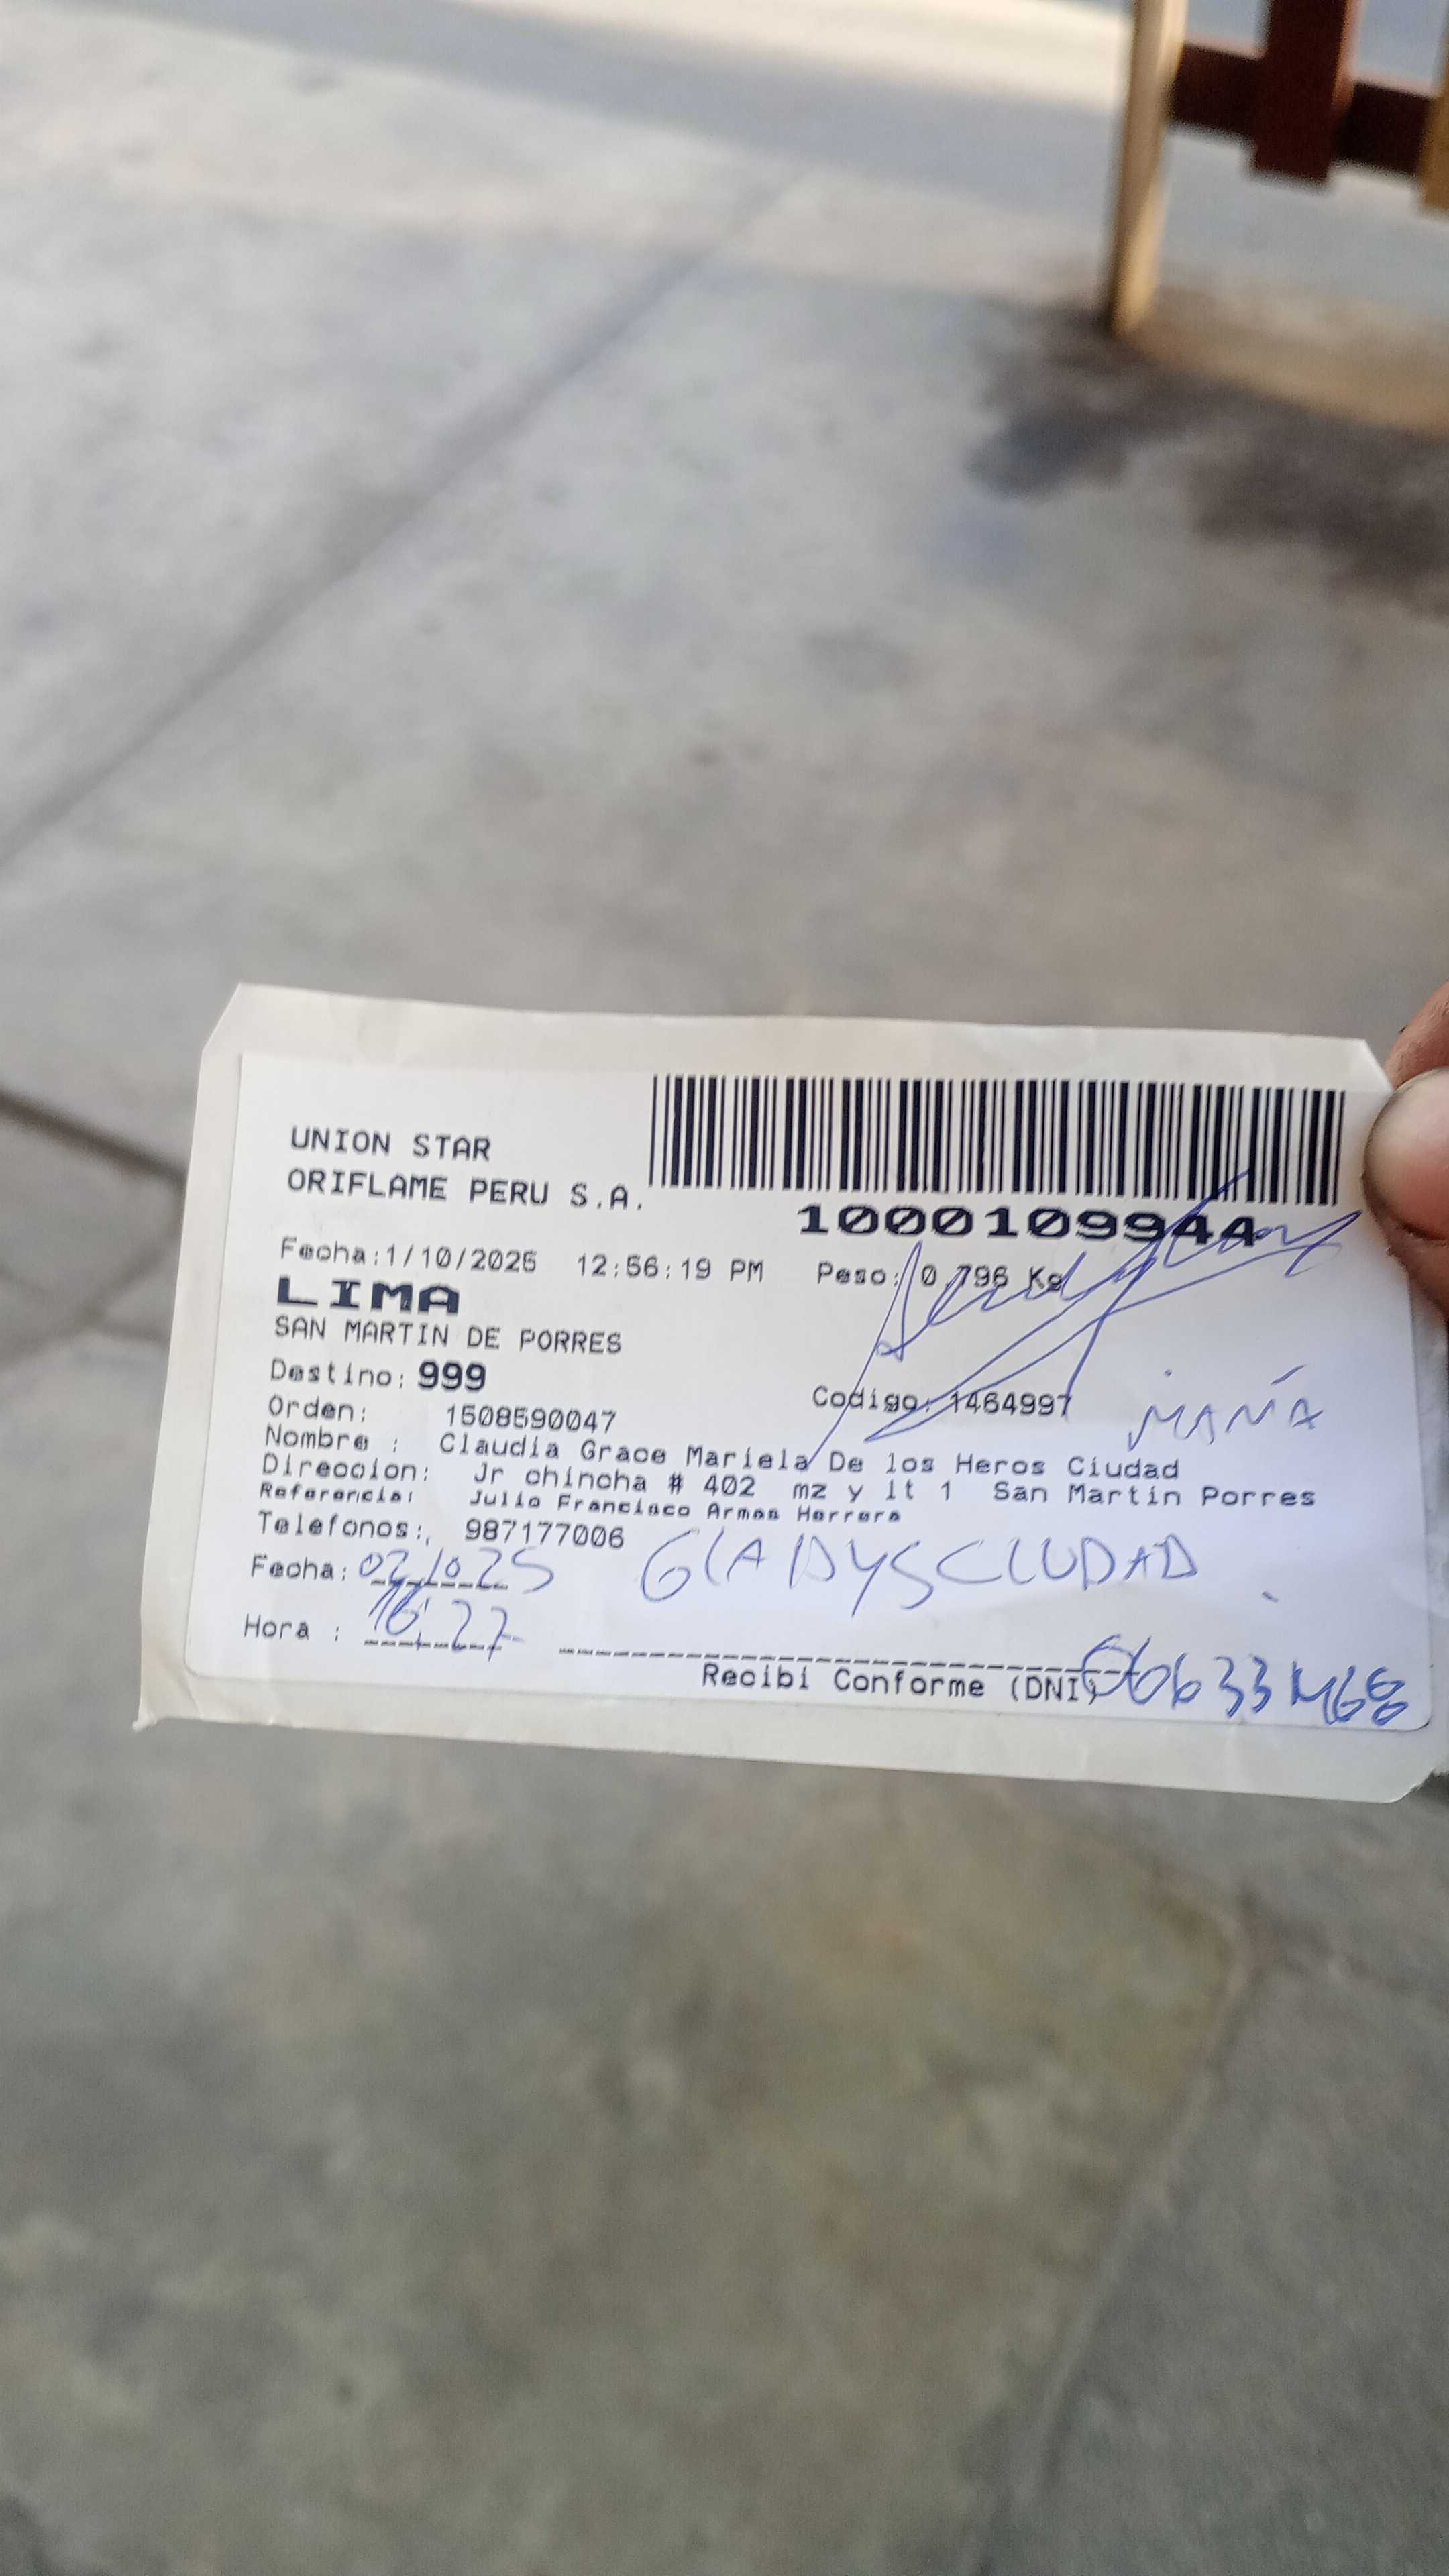 UNION STAR
ORIFLAME PERU S.A.
1000109944
Fecha:1/10/2025 12:56:19 PM Peso: 0,796 Kg
LIMA
SAN MARTIN DE PORRES
Destino: 999
Orden: 1508590047 Codigo: 1464997
MAMÁ
Nombre : Claudia Grace Mariela De los Heros Ciudad
Direccion: Jr chincha # 402 mz y lt 1 San Martin Porres
Referencia: Julio Francisco Armas Herrera
Telefonos:, 987177006
Fecha: 02/10/25 GLADYS CIUDAD
Hora : 16:27
Recibi Conforme (DNI)